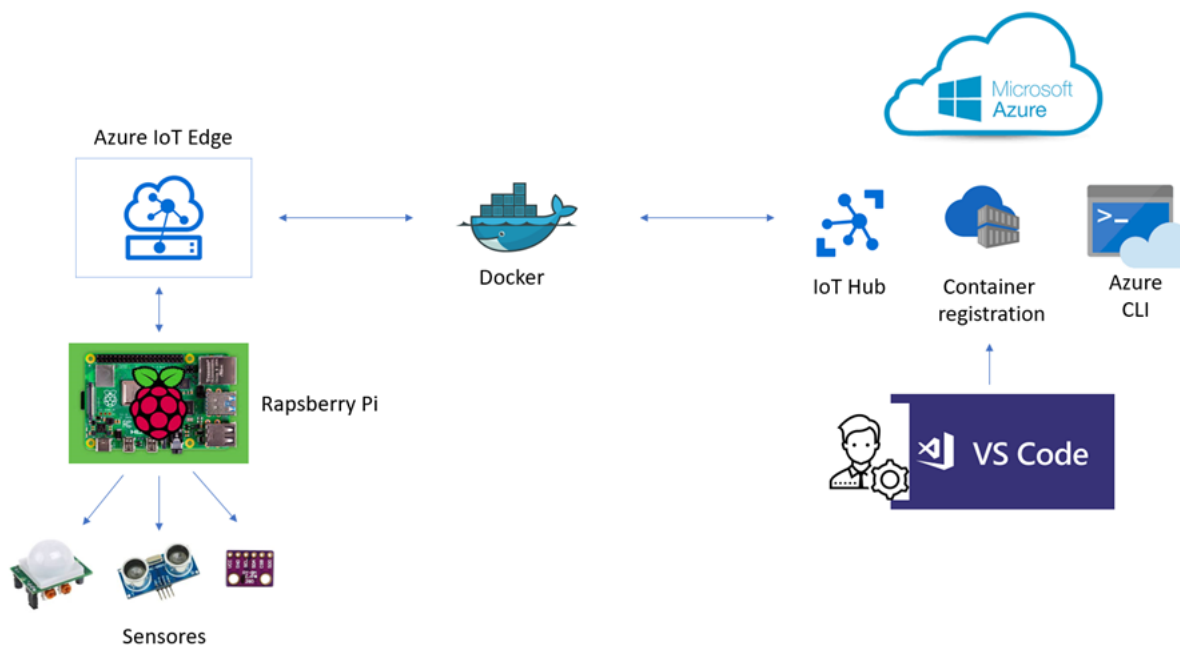 Microsoft
Azure
Azure IoT Edge
>_
Docker
IoT Hub
Container
registration
Azure
CLI
Rapsberry Pi
VS Code
Sensores